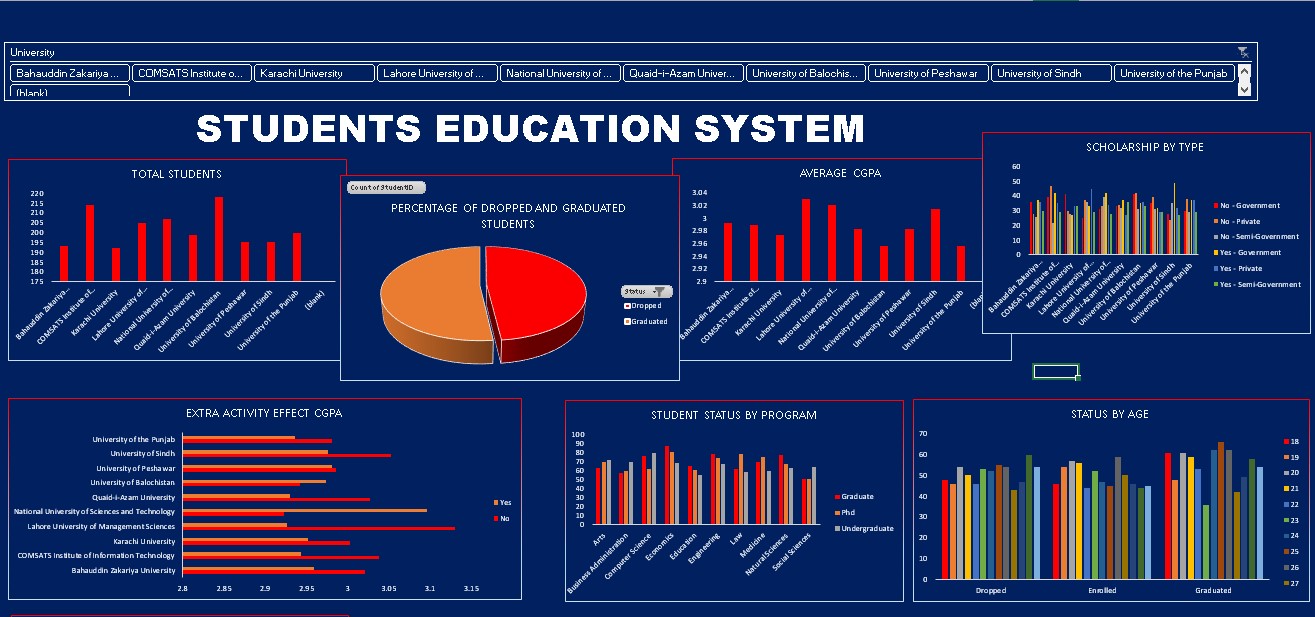 University
Bahauddin Zakariya ...
COMSATS Institute o...
Karachi University
Lahore University of ...
National University of ...
Quaid-i-Azam Univer...
University of Balochis...
University of Peshawar
University of Sindh
University of the Punjab
(blank)
STUDENTS EDUCATION SYSTEM
TOTAL STUDENTS
220
215
210
205
200
195
190
185
180
175
Bahauddin Zakariya...
COMSATS Institute of...
Karachi University
Lahore University of...
National University of...
Quaid-i-Azam University
University of Balochistan
University of Peshawar
University of Sindh
University of the Punjab
(blank)
Count of StudentID
PERCENTAGE OF DROPPED AND GRADUATED
STUDENTS
Status
Dropped
Graduated
AVERAGE CGPA
3.04
3.02
3
2.98
2.96
2.94
2.92
2.9
Bahauddin Zakariya...
COMSATS Institute of...
Karachi University
Lahore University of...
National University of...
Quaid-i-Azam University
University of Balochistan
University of Peshawar
University of Sindh
University of the Punjab
SCHOLARSHIP BY TYPE
60
50
40
30
20
10
0
Bahauddin Zakariya...
COMSATS Institute of...
Karachi University
Lahore University of...
National University of...
Quaid-i-Azam University
University of Balochistan
University of Peshawar
University of Sindh
University of the Punjab
No - Government
No - Private
No - Semi-Government
Yes - Government
Yes - Private
Yes - Semi-Government
EXTRA ACTIVITY EFFECT CGPA
University of the Punjab
University of Sindh
University of Peshawar
University of Balochistan
Quaid-i-Azam University
National University of Sciences and Technology
Lahore University of Management Sciences
Karachi University
COMSATS Institute of Information Technology
Bahauddin Zakariya University
2.8 2.85 2.9 2.95 3 3.05 3.1 3.15
Yes
No
STUDENT STATUS BY PROGRAM
100
90
80
70
60
50
40
30
20
10
0
Arts
Business Administration
Computer Science
Economics
Education
Engineering
Law
Medicine
Natural Sciences
Social Sciences
Graduate
Phd
Undergraduate
STATUS BY AGE
70
60
50
40
30
20
10
0
Dropped Enrolled Graduated
18
19
20
21
22
23
24
25
26
27